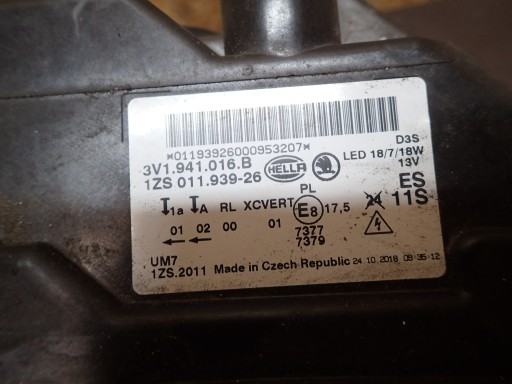 *01193926000953207*
3V1.941.016.B
1ZS 011.939-26
HELLA
D3S
LED 18/7/18W
13V
PL
ES
1a A RL XCVERT E8 17,5 11S
01 02 00 01 7377
7379
UM7
1ZS.2011 Made in Czech Republic 24.10.2018 09:35:12